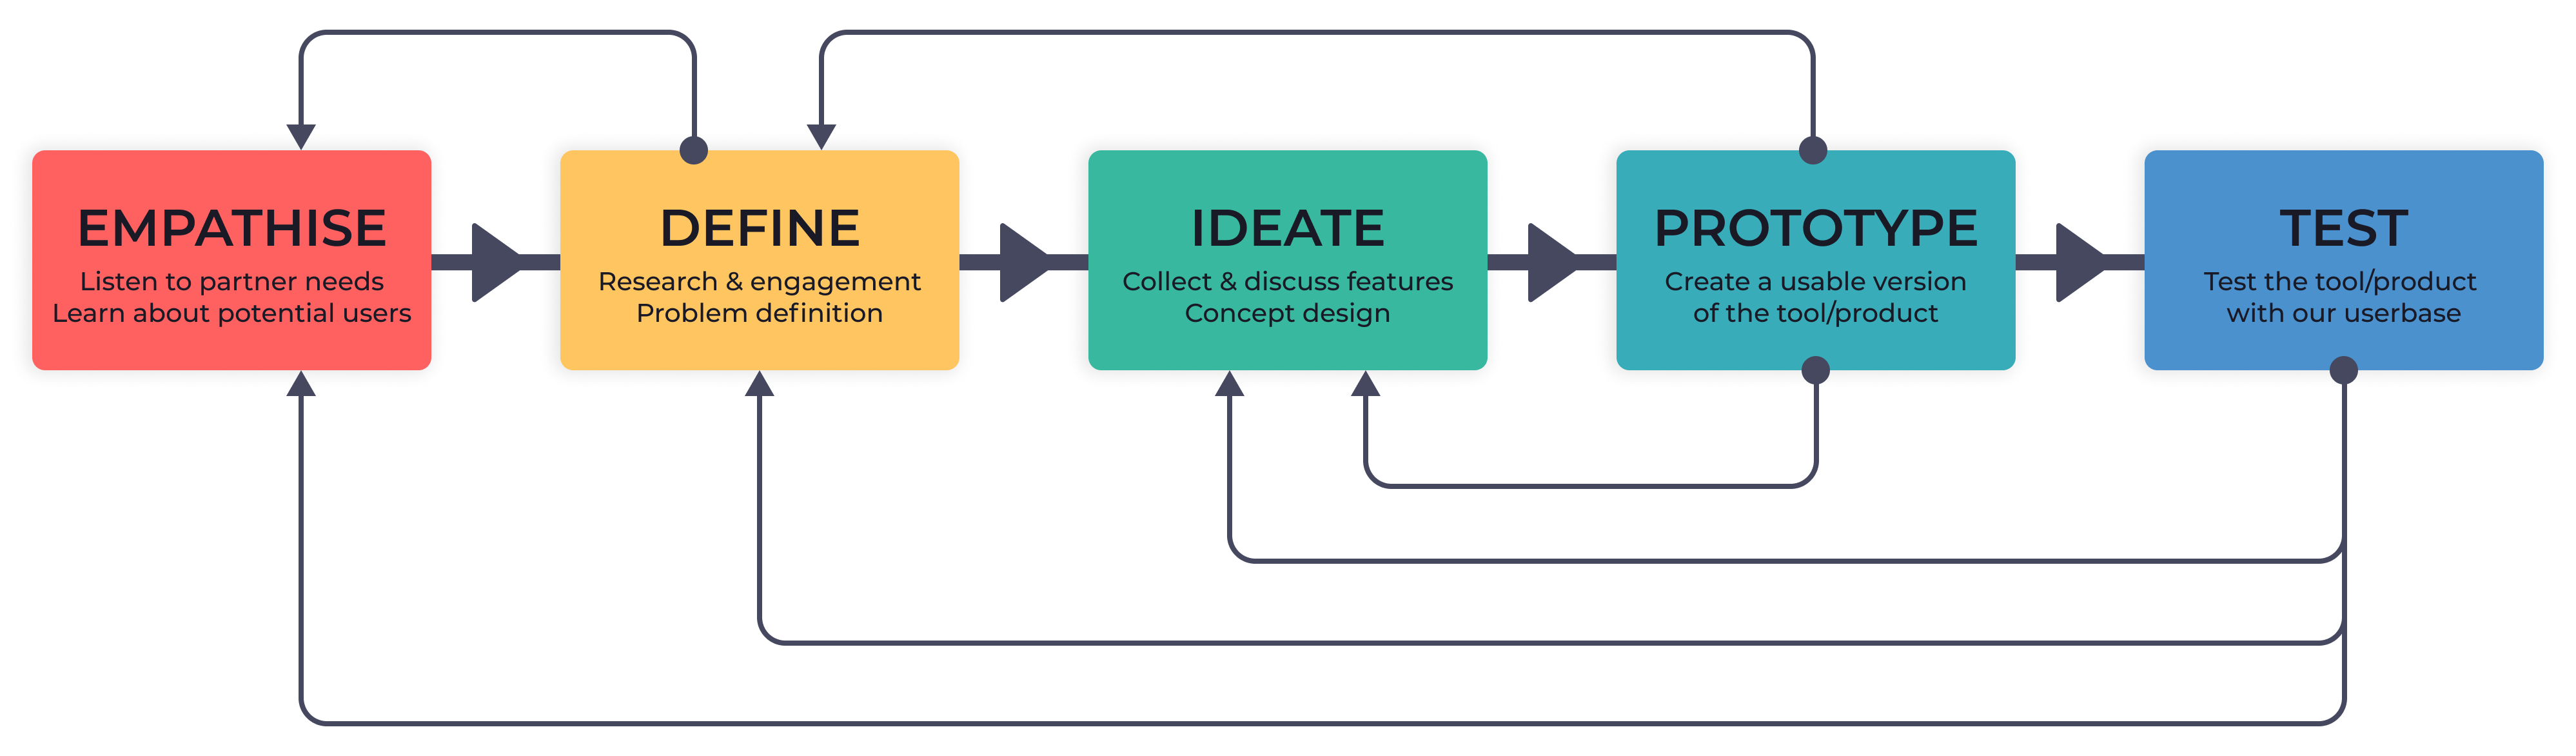 EMPATHISE
Listen to partner needs
Learn about potential users
DEFINE
Research & engagement
Problem definition
IDEATE
Collect & discuss features
Concept design
PROTOTYPE
Create a usable version
of the tool/product
TEST
Test the tool/product
with our userbase